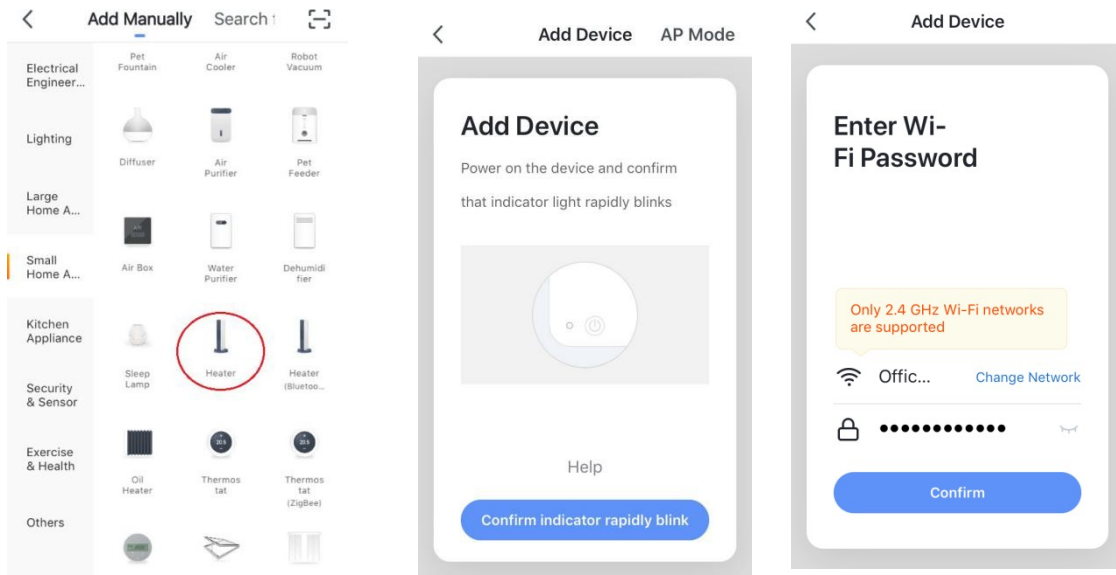 Add Manually
Search
Electrical
Engineer...
Lighting
Large
Home A...
Small
Home A...
Kitchen
Appliance
Security
& Sensor
Exercise
& Health
Others
Pet
Fountain
Air
Cooler
Robot
Vacuum
Diffuser
Air
Purifier
Pet
Feeder
Air Box
Water
Purifier
Dehumidi
fier
Sleep
Lamp
Heater
Heater
(Bluetoo...
Oil
Heater
Thermos
tat
Thermos
tat
(ZigBee)
Add Device
AP Mode
Add Device
Power on the device and confirm
that indicator light rapidly blinks
Help
Confirm indicator rapidly blink
Add Device
Enter Wi-
Fi Password
Only 2.4 GHz Wi-Fi networks
are supported
Offic...
Change Network
Confirm